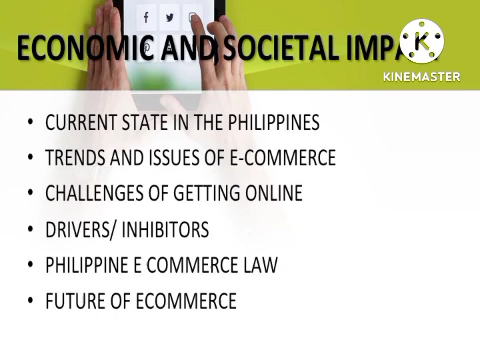 ECONOMIC AND SOCIETAL IMPA
K
KINEMASTER
CURRENT STATE IN THE PHILIPPINES
TRENDS AND ISSUES OF E-COMMERCE
CHALLENGES OF GETTING ONLINE
DRIVERS/ INHIBITORS
PHILIPPINE E COMMERCE LAW
FUTURE OF ECOMMERCE